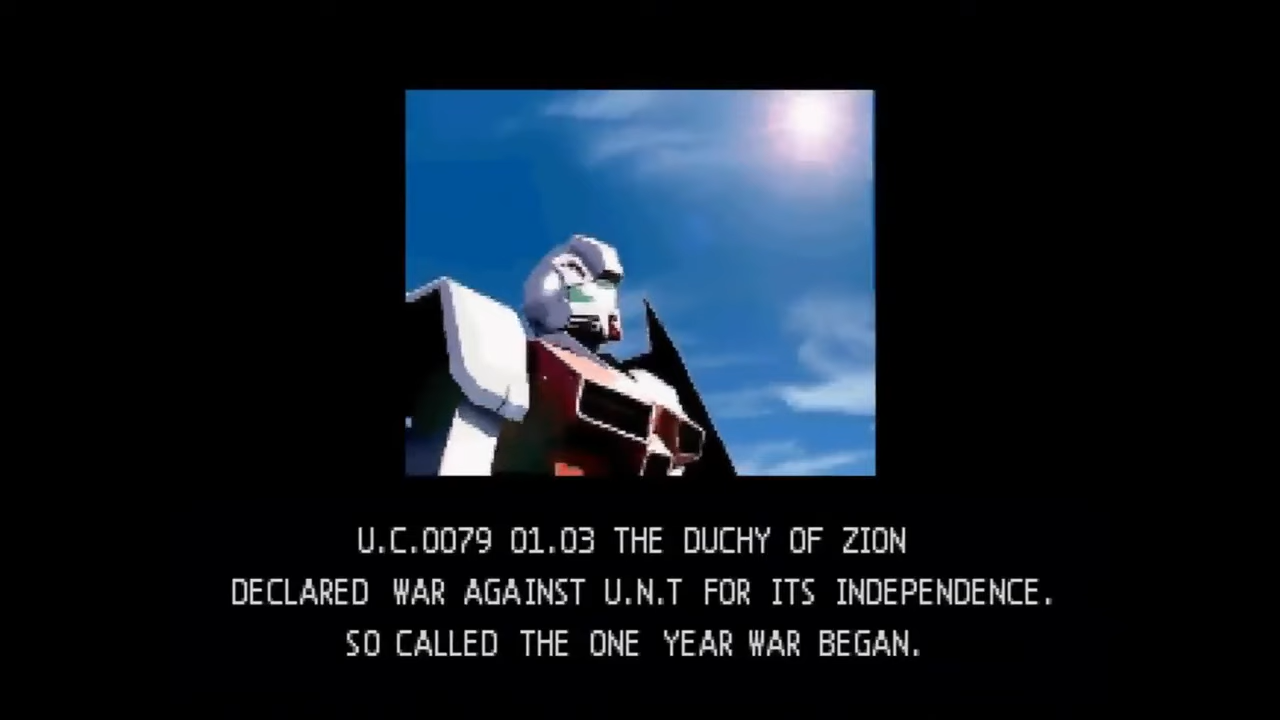 U.C.0079 01.03 THE DUCHY OF ZION
DECLARED WAR AGAINST U.N.T FOR ITS INDEPENDENCE.
SO CALLED THE ONE YEAR WAR BEGAN.